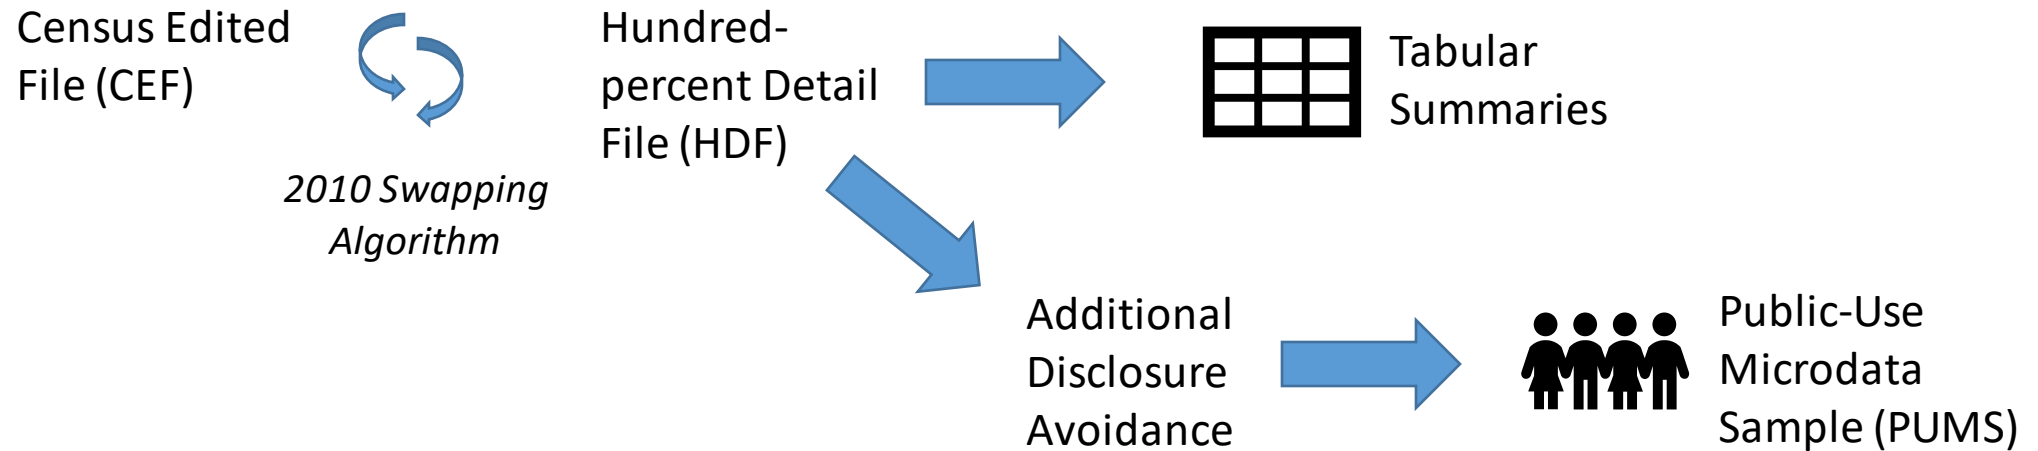 Census Edited
File (CEF)
2010 Swapping
Algorithm
Hundred-
percent Detail
File (HDF)
Tabular
Summaries
Additional
Disclosure
Avoidance
Public-Use
Microdata
Sample (PUMS)